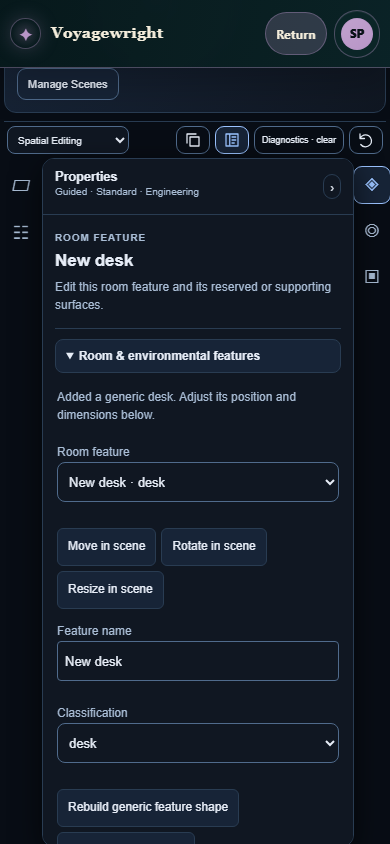 Voyagewright
Return
SP
Manage Scenes
Spatial Editing
Diagnostics · clear
Properties
Guided · Standard · Engineering
ROOM FEATURE
New desk
Edit this room feature and its reserved or supporting
surfaces.
▼ Room & environmental features
Added a generic desk. Adjust its position and
dimensions below.
Room feature
New desk · desk
Move in scene
Rotate in scene
Resize in scene
Feature name
New desk
Classification
desk
Rebuild generic feature shape